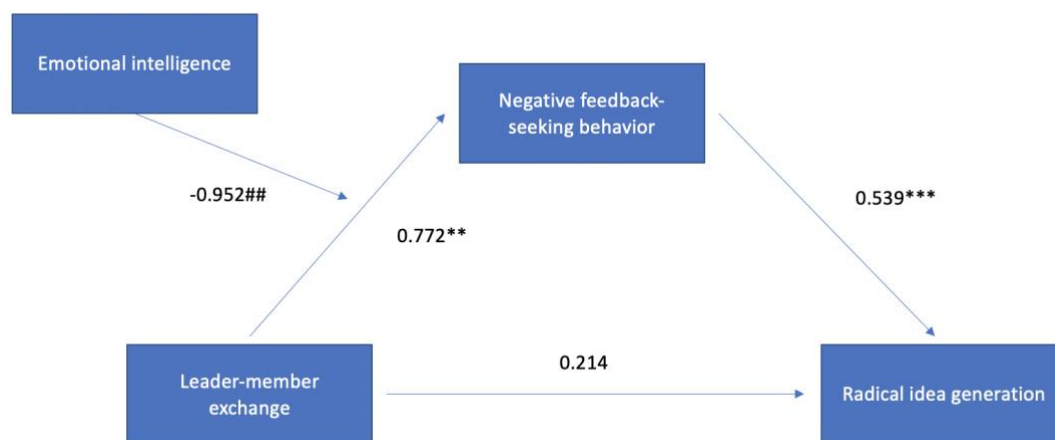 Emotional intelligence
Negative feedback-
seeking behavior
-0.952##
0.772**
0.539***
Leader-member
exchange
0.214
Radical idea generation